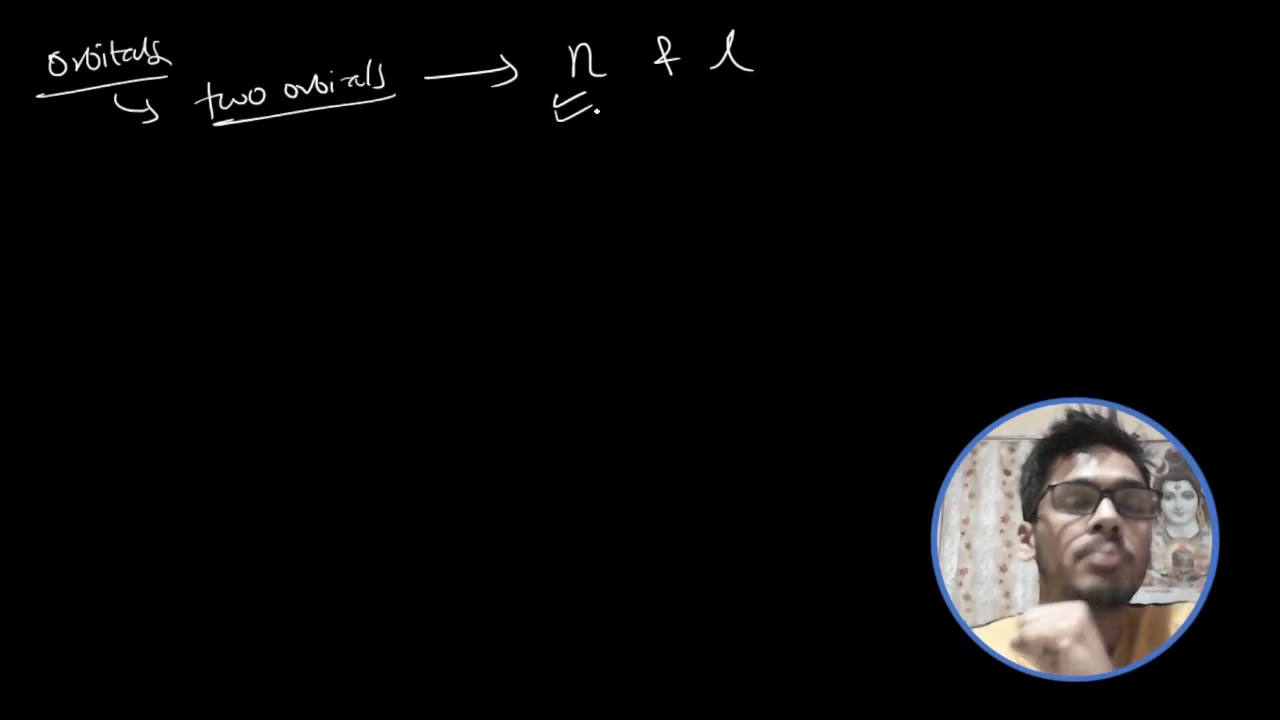 orbitals
↳ two orbitals ⟶ n & l